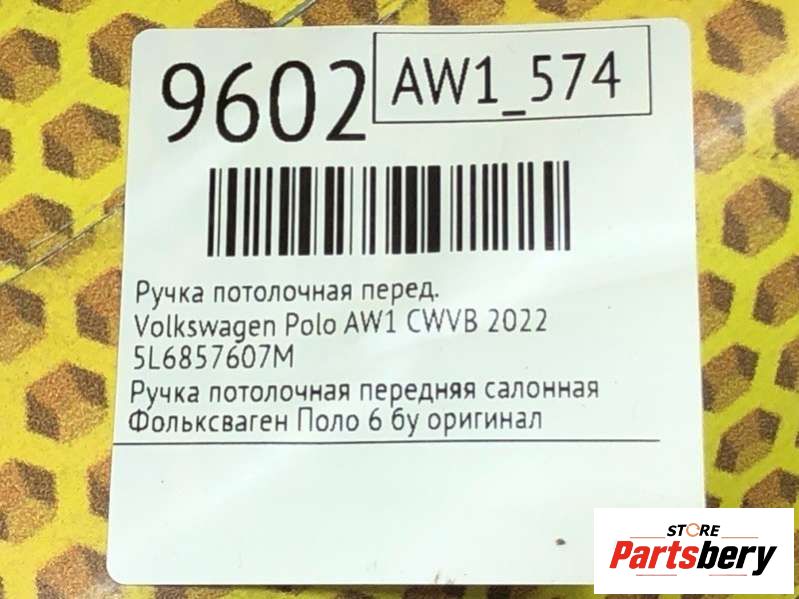 9602
AW1_574
Ручка потолочная перед.
Volkswagen Polo AW1 CWVB 2022
5L6857607M
Ручка потолочная передняя салонная
Фольксваген Поло 6 бу оригинал
STORE
Partsbery